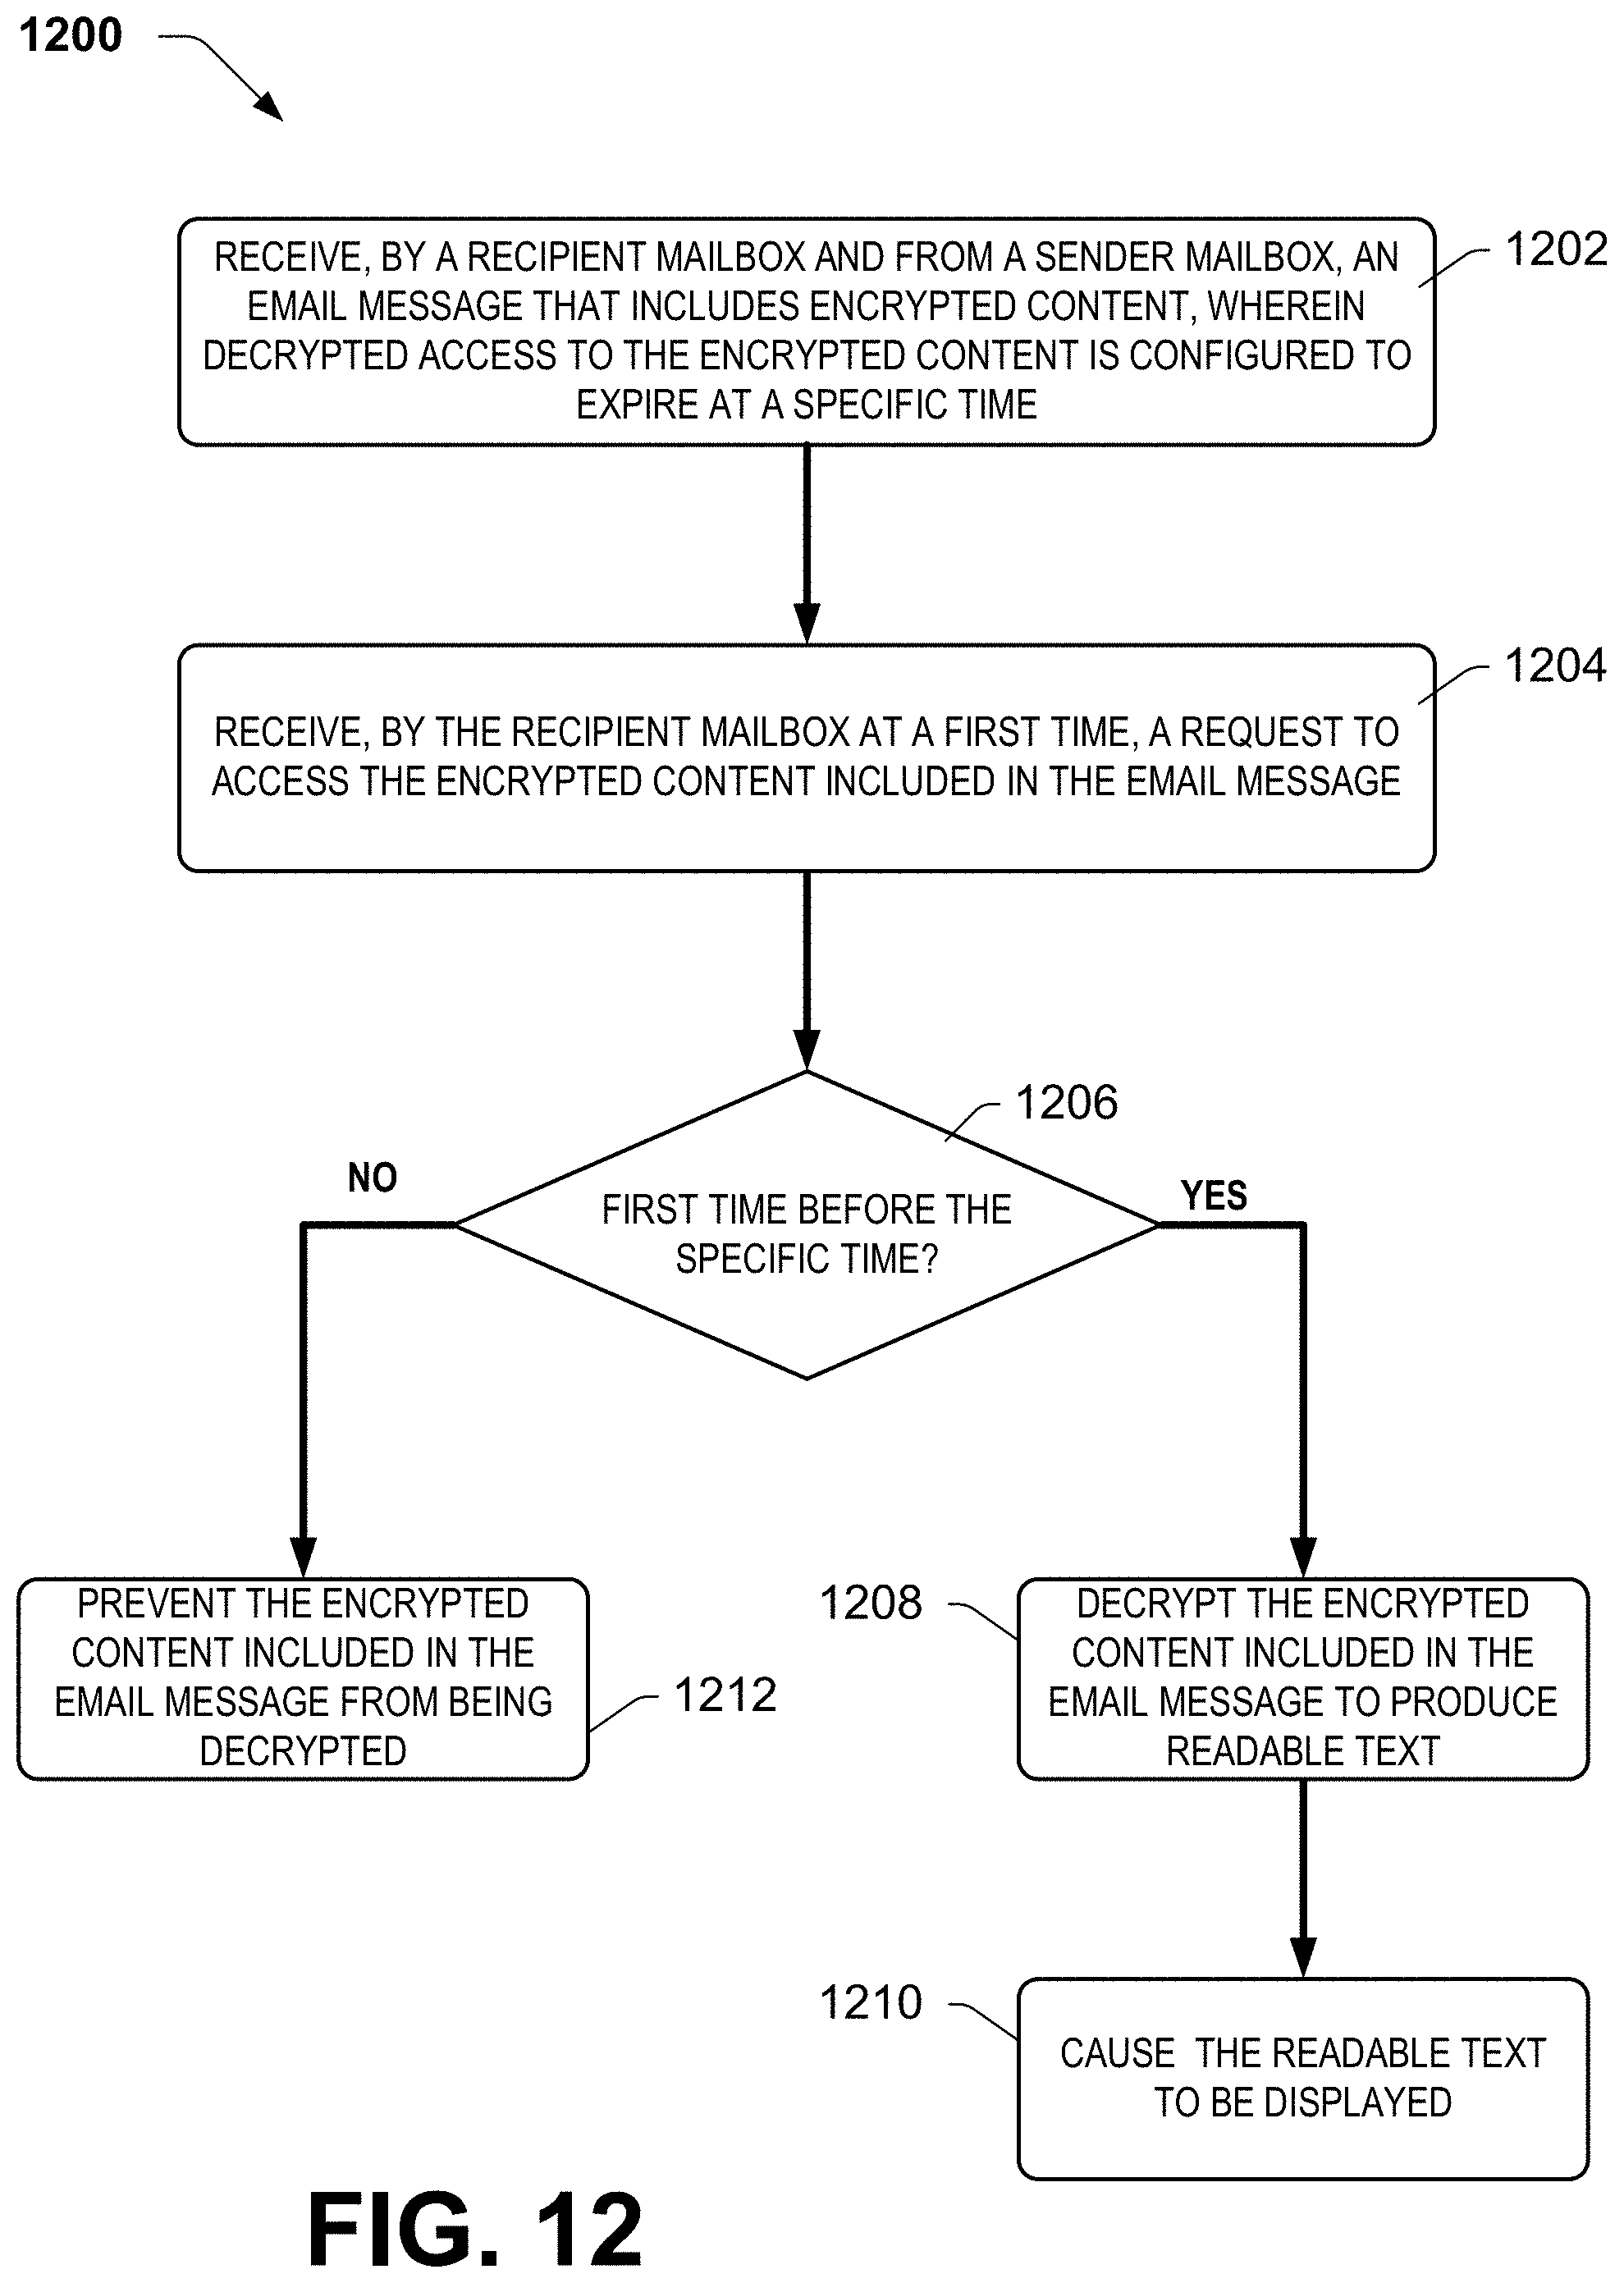 1200
RECEIVE, BY A RECIPIENT MAILBOX AND FROM A SENDER MAILBOX, AN
EMAIL MESSAGE THAT INCLUDES ENCRYPTED CONTENT, WHEREIN
DECRYPTED ACCESS TO THE ENCRYPTED CONTENT IS CONFIGURED TO
EXPIRE AT A SPECIFIC TIME
1202
RECEIVE, BY THE RECIPIENT MAILBOX AT A FIRST TIME, A REQUEST TO
ACCESS THE ENCRYPTED CONTENT INCLUDED IN THE EMAIL MESSAGE
1204
1206
NO
YES
FIRST TIME BEFORE THE
SPECIFIC TIME?
PREVENT THE ENCRYPTED
CONTENT INCLUDED IN THE
EMAIL MESSAGE FROM BEING
DECRYPTED
1212
1208
DECRYPT THE ENCRYPTED
CONTENT INCLUDED IN THE
EMAIL MESSAGE TO PRODUCE
READABLE TEXT
1210
CAUSE THE READABLE TEXT
TO BE DISPLAYED
FIG. 12